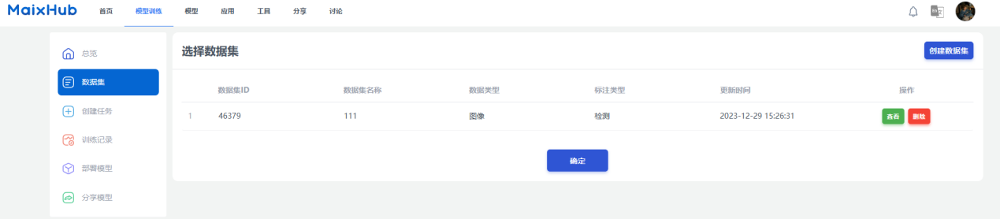 MaixHub 首页 模型训练 模型 应用 工具 分享 讨论
总览
数据集
创建任务
训练记录
部署模型
分享模型
选择数据集 创建数据集
数据集ID 数据集名称 数据类型 标注类型 更新时间 操作
1 46379 111 图像 检测 2023-12-29 15:26:31 查看 删除
确定